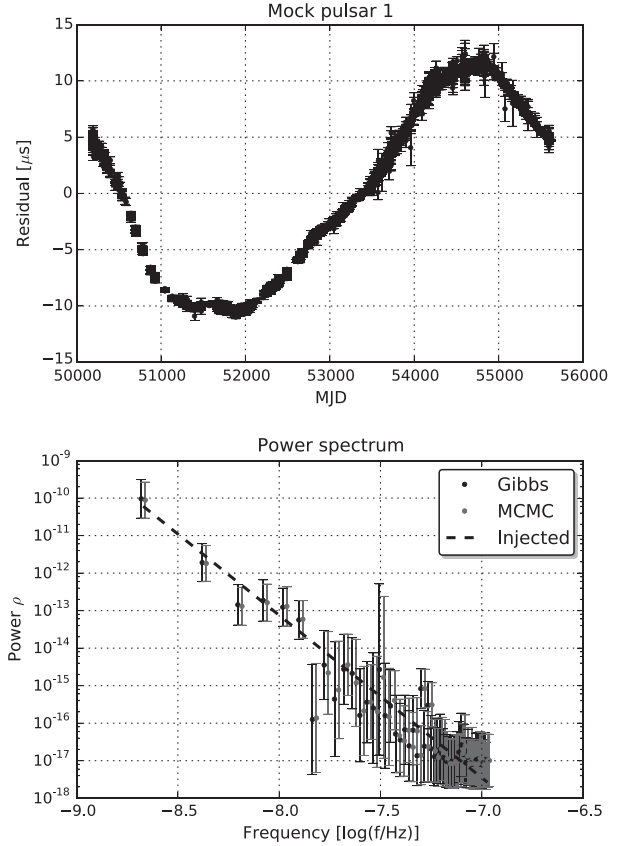 Mock pulsar 1
15
10
5
0
−5
−10
−15
Residual [μs]
50000 51000 52000 53000 54000 55000 56000
MJD
Power spectrum
10⁻⁹
10⁻¹⁰
10⁻¹¹
10⁻¹²
10⁻¹³
10⁻¹⁴
10⁻¹⁵
10⁻¹⁶
10⁻¹⁷
10⁻¹⁸
Power ρ
Gibbs
MCMC
Injected
−9.0 −8.5 −8.0 −7.5 −7.0 −6.5
Frequency [log(f/Hz)]